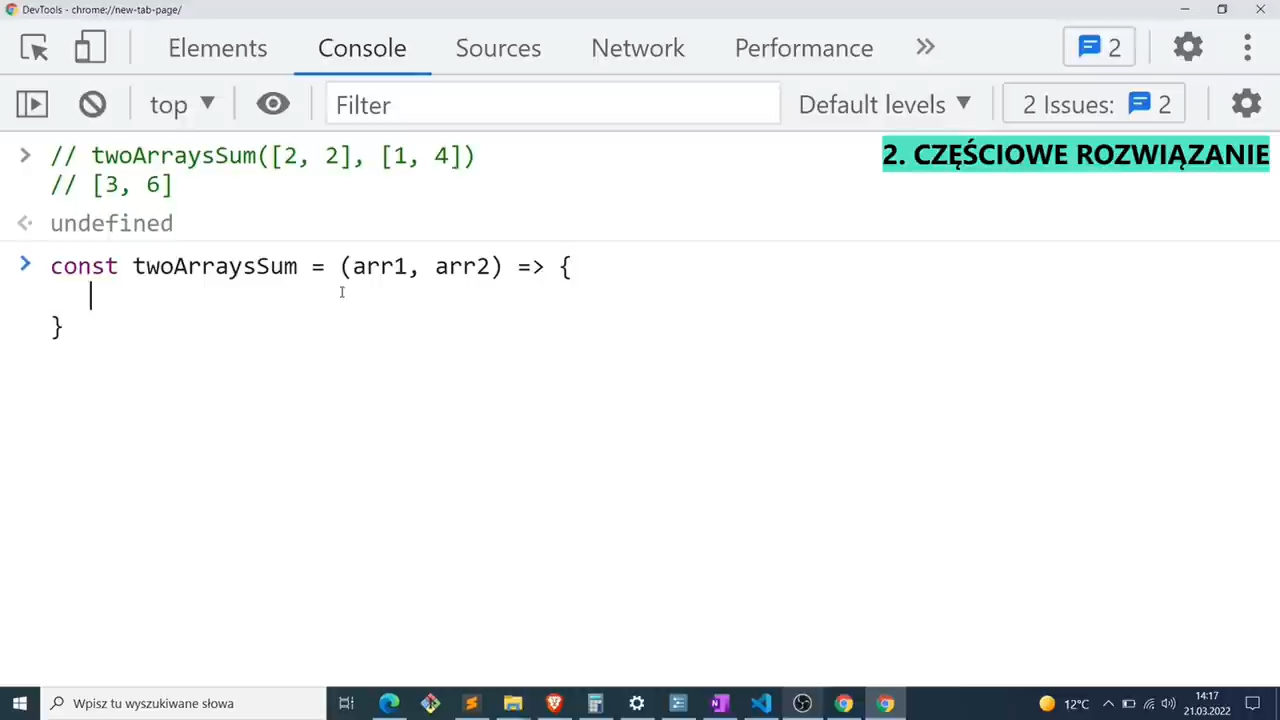 DevTools - chrome://new-tab-page/
Elements Console Sources Network Performance » 2
top Filter Default levels 2 Issues: 2
// twoArraysSum([2, 2], [1, 4])
// [3, 6]
2. CZĘŚCIOWE ROZWIĄZANIE
undefined
const twoArraysSum = (arr1, arr2) => {
}
Wpisz tu wyszukiwane słowa
12°C
14:17
21.03.2022